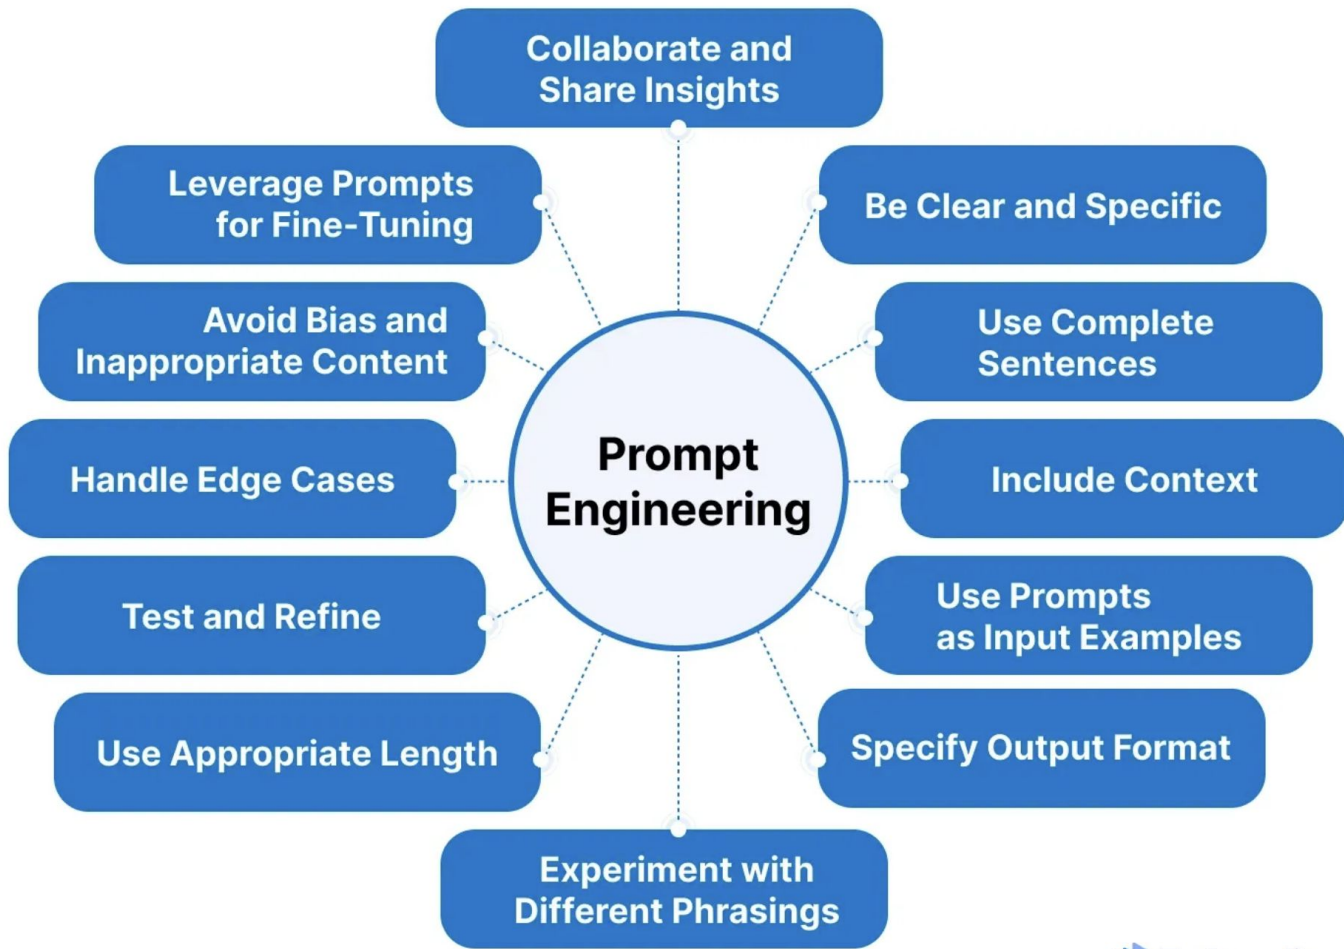 Collaborate and
Share Insights
Leverage Prompts
for Fine-Tuning
Be Clear and Specific
Avoid Bias and
Inappropriate Content
Use Complete
Sentences
Prompt
Engineering
Handle Edge Cases
Include Context
Test and Refine
Use Prompts
as Input Examples
Use Appropriate Length
Specify Output Format
Experiment with
Different Phrasings